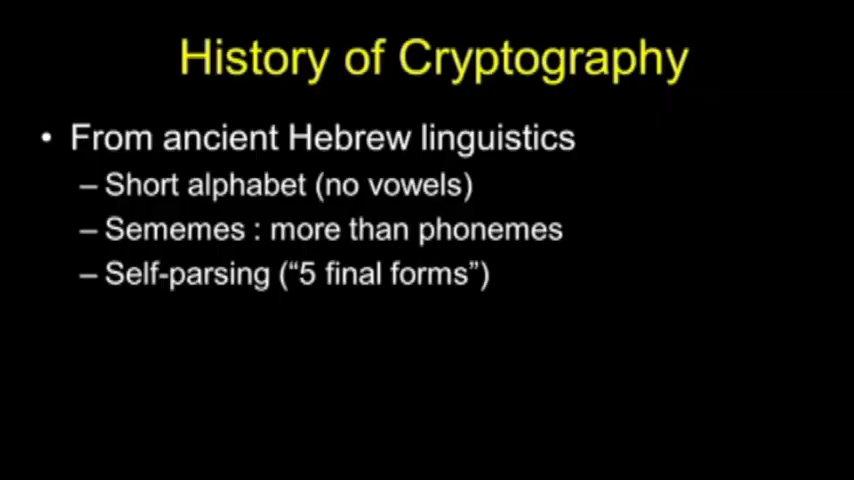 History of Cryptography
• From ancient Hebrew linguistics
– Short alphabet (no vowels)
– Sememes : more than phonemes
– Self-parsing (“5 final forms”)